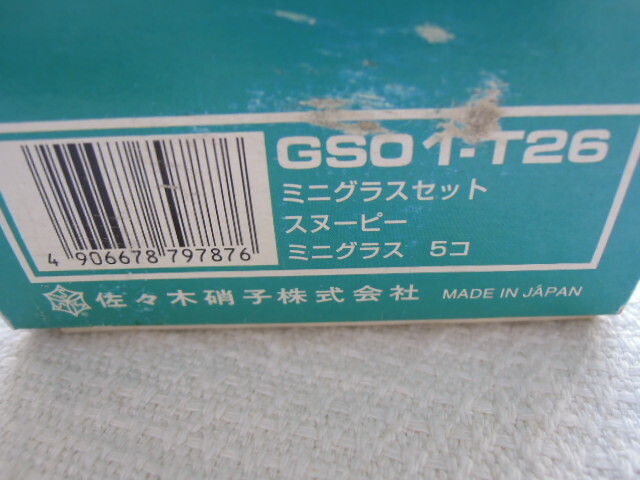 GS01-T26
ミニグラスセット
スヌーピー
ミニグラス 5コ
4 906678 797876
佐々木硝子株式会社 MADE IN JAPAN